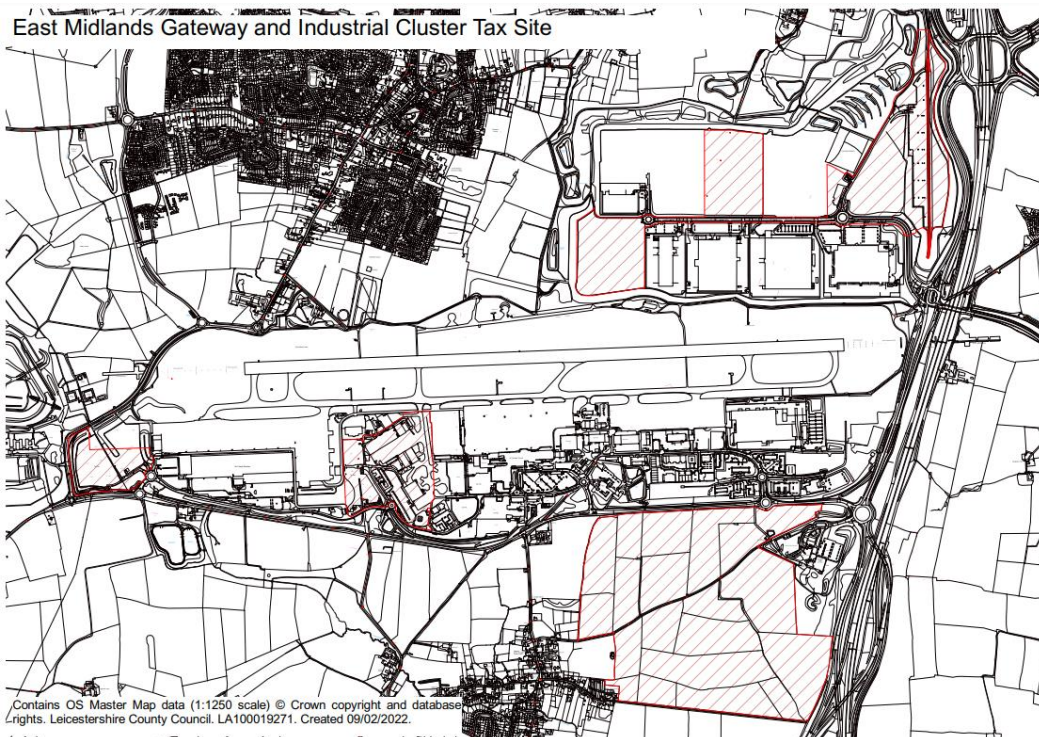 East Midlands Gateway and Industrial Cluster Tax Site
Contains OS Master Map data (1:1250 scale) © Crown copyright and database
rights. Leicestershire County Council. LA100019271. Created 09/02/2022.